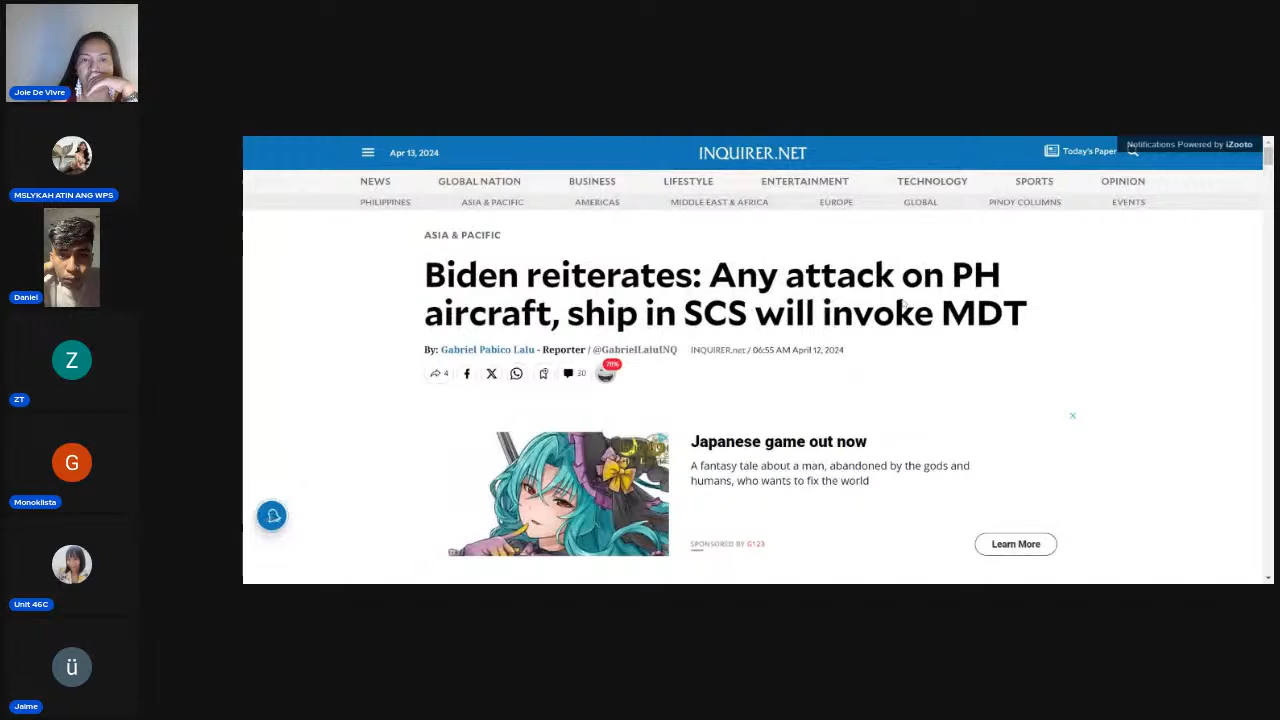 Joie De Vivre
MSLYKAH ATIN ANG WPS
Daniel
Z
ZT
G
Monoklista
Unit 46C
ü
Jaime
Apr 13, 2024
INQUIRER.NET
Today's Paper
Notifications Powered by iZooto
NEWS GLOBAL NATION BUSINESS LIFESTYLE ENTERTAINMENT TECHNOLOGY SPORTS OPINION
PHILIPPINES ASIA & PACIFIC AMERICAS MIDDLE EAST & AFRICA EUROPE GLOBAL PINOY COLUMNS EVENTS
ASIA & PACIFIC
Biden reiterates: Any attack on PH
aircraft, ship in SCS will invoke MDT
By: Gabriel Pabico Lalu - Reporter / @GabrielLaluINQ INQUIRER.net / 06:55 AM April 12, 2024
4 30 78%
Japanese game out now
A fantasy tale about a man, abandoned by the gods and
humans, who wants to fix the world
SPONSORED BY G123
Learn More